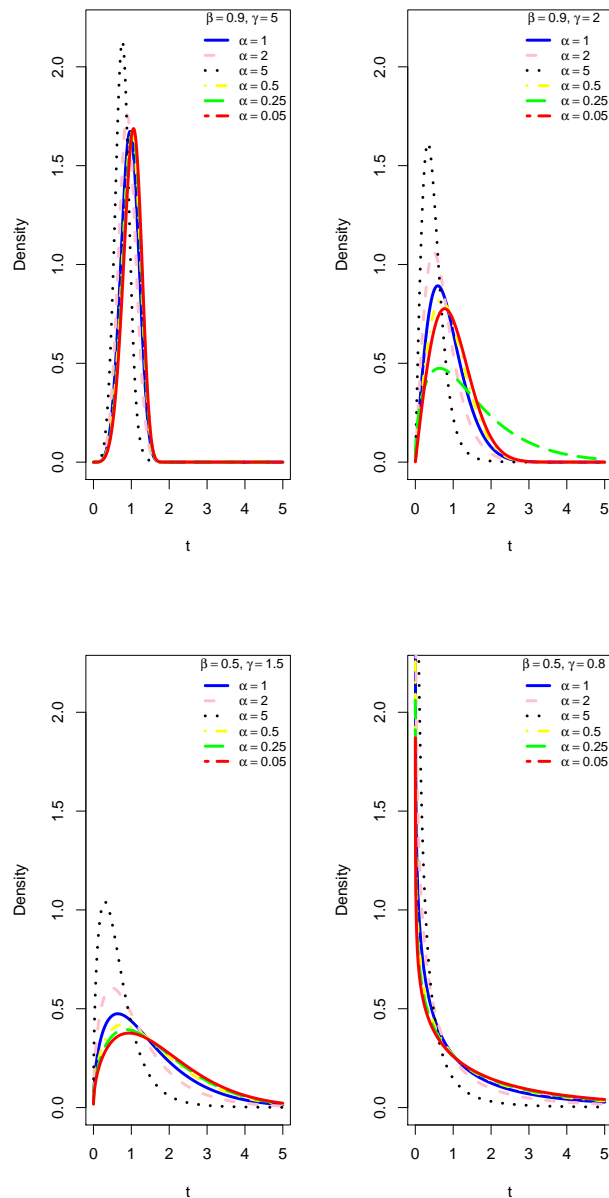 β = 0.9, γ = 5
α = 1
α = 2
α = 5
α = 0.5
α = 0.25
α = 0.05
Density
0.0 0.5 1.0 1.5 2.0
0 1 2 3 4 5
t
β = 0.9, γ = 2
α = 1
α = 2
α = 5
α = 0.5
α = 0.25
α = 0.05
Density
0.0 0.5 1.0 1.5 2.0
0 1 2 3 4 5
t
β = 0.5, γ = 1.5
α = 1
α = 2
α = 5
α = 0.5
α = 0.25
α = 0.05
Density
0.0 0.5 1.0 1.5 2.0
0 1 2 3 4 5
t
β = 0.5, γ = 0.8
α = 1
α = 2
α = 5
α = 0.5
α = 0.25
α = 0.05
Density
0.0 0.5 1.0 1.5 2.0
0 1 2 3 4 5
t